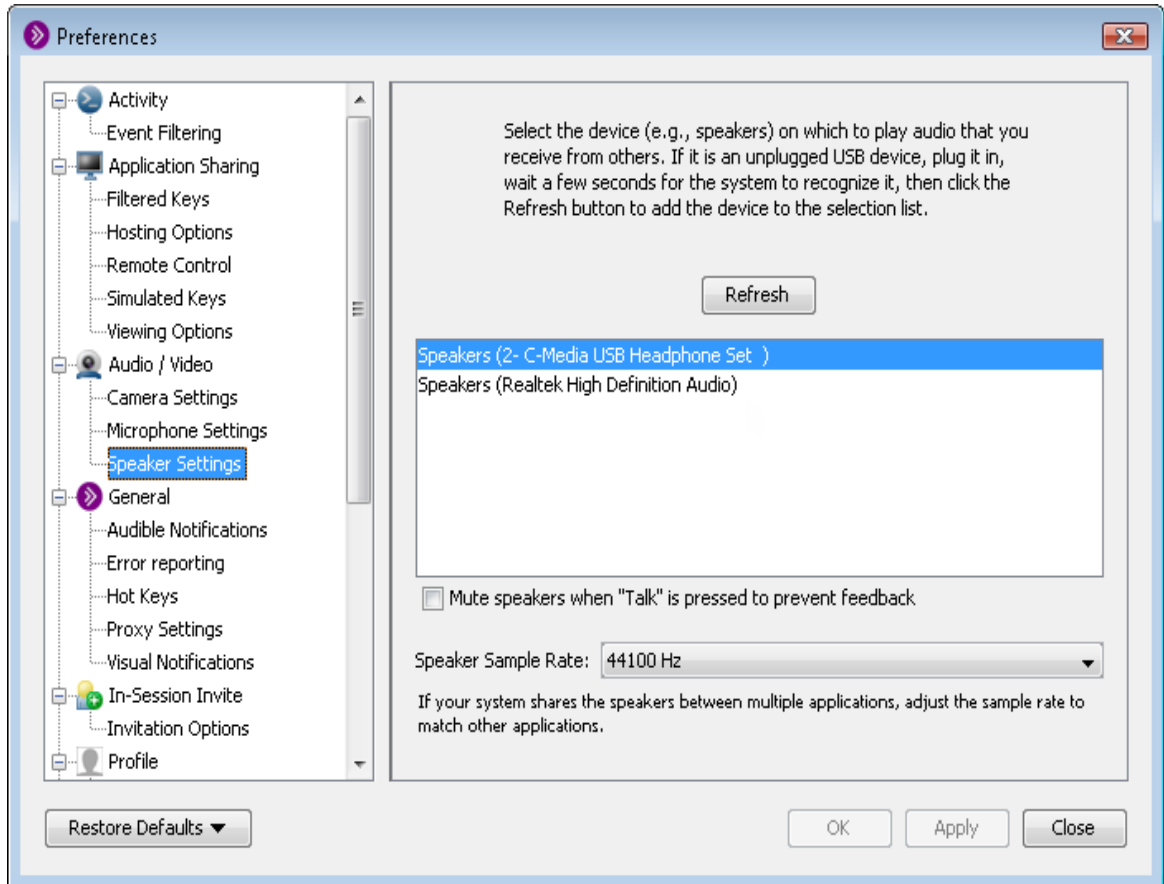 Preferences
Activity
Event Filtering
Application Sharing
Filtered Keys
Hosting Options
Remote Control
Simulated Keys
Viewing Options
Audio / Video
Camera Settings
Microphone Settings
Speaker Settings
General
Audible Notifications
Error reporting
Hot Keys
Proxy Settings
Visual Notifications
In-Session Invite
Invitation Options
Profile
Select the device (e.g., speakers) on which to play audio that you
receive from others. If it is an unplugged USB device, plug it in,
wait a few seconds for the system to recognize it, then click the
Refresh button to add the device to the selection list.
Refresh
Speakers (2- C-Media USB Headphone Set  )
Speakers (Realtek High Definition Audio)
Mute speakers when "Talk" is pressed to prevent feedback
Speaker Sample Rate: 44100 Hz
If your system shares the speakers between multiple applications, adjust the sample rate to
match other applications.
Restore Defaults
OK
Apply
Close